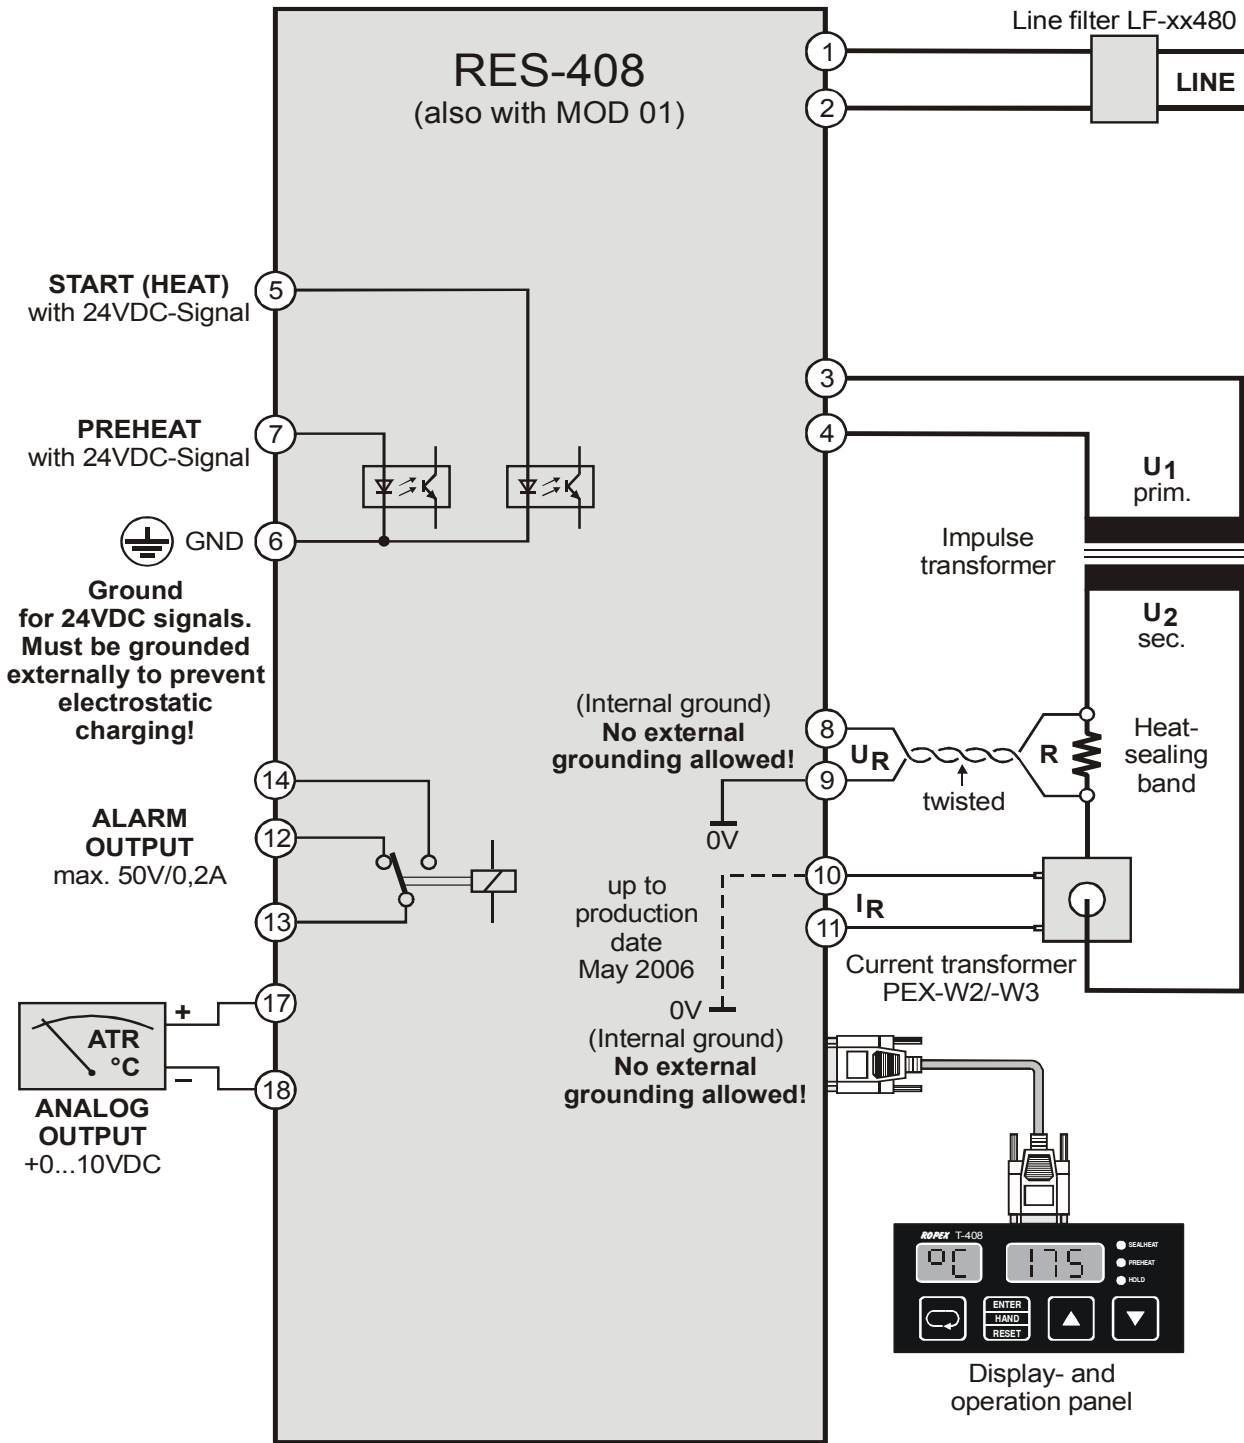 Line filter LF-xx480
RES-408
(also with MOD 01)
1
2
LINE
START (HEAT)
with 24VDC-Signal
5
3
4
PREHEAT
with 24VDC-Signal
7
U1
prim.
GND
6
Impulse
transformer
Ground
for 24VDC signals.
Must be grounded
externally to prevent
electrostatic
charging!
U2
sec.
(Internal ground)
No external
grounding allowed!
8
9
UR
twisted
R
Heat-
sealing
band
0V
14
12
13
ALARM
OUTPUT
max. 50V/0,2A
up to
production
date
May 2006
10
11
IR
Current transformer
PEX-W2/-W3
0V
(Internal ground)
No external
grounding allowed!
17
18
+
ATR
°C
–
ANALOG
OUTPUT
+0...10VDC
ROPEX T-408
°C
175
SEALHEAT
PREHEAT
HOLD
ENTER
HAND
RESET
Display- and
operation panel